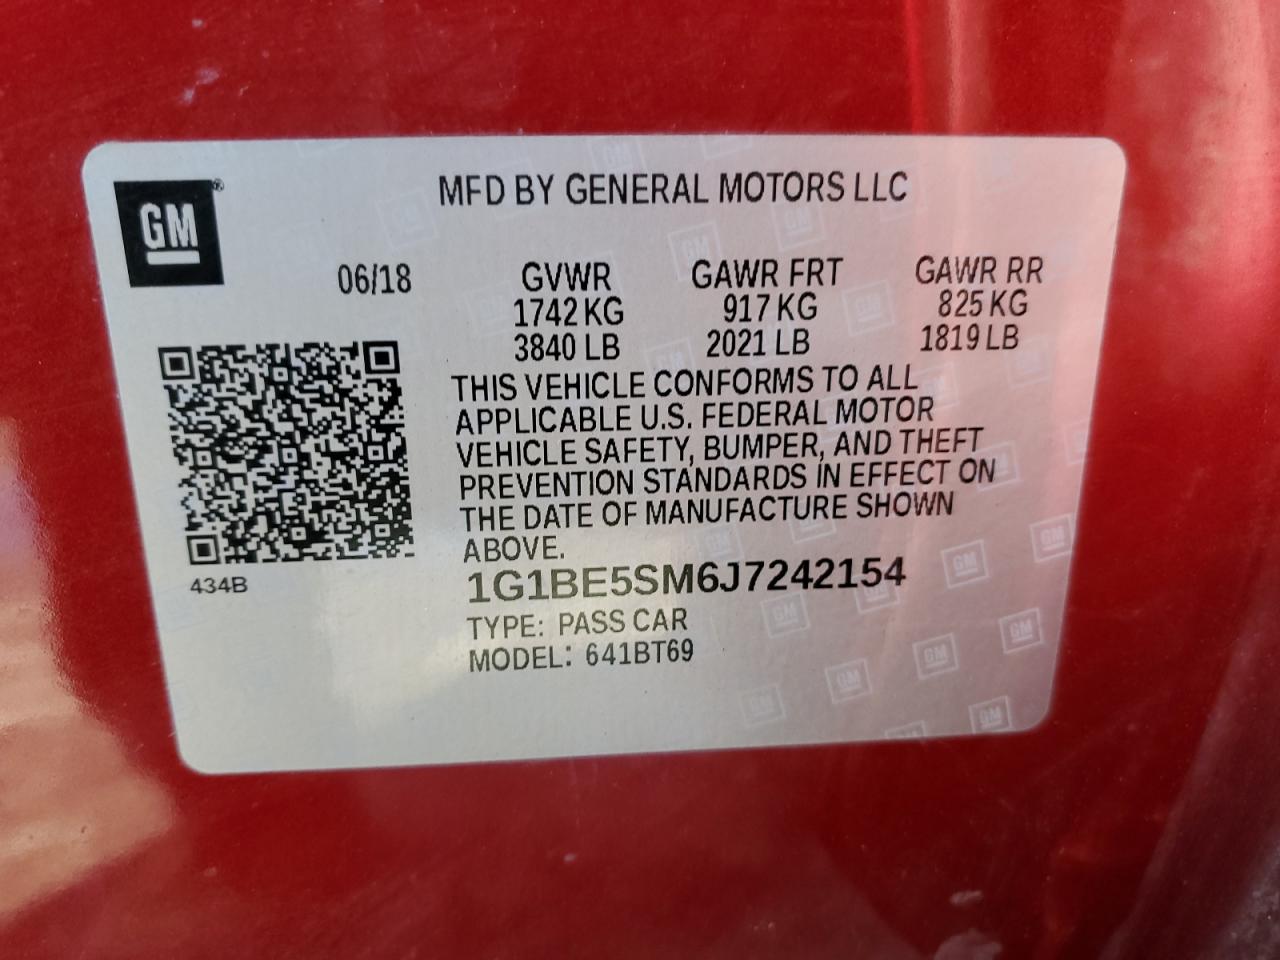 GM®
MFD BY GENERAL MOTORS LLC
06/18 GVWR GAWR FRT GAWR RR
1742 KG 917 KG 825 KG
3840 LB 2021 LB 1819 LB
THIS VEHICLE CONFORMS TO ALL
APPLICABLE U.S. FEDERAL MOTOR
VEHICLE SAFETY, BUMPER, AND THEFT
PREVENTION STANDARDS IN EFFECT ON
THE DATE OF MANUFACTURE SHOWN
ABOVE.
434B
1G1BE5SM6J7242154
TYPE: PASS CAR
MODEL: 641BT69